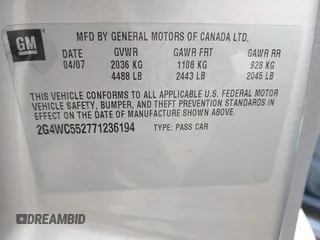 GM
MFD BY GENERAL MOTORS OF CANADA LTD.
04/07 GVWR GAWR FRT GAWR RR
2036 KG 1108 KG 928 KG
4488 LB 2443 LB 2045 LB
THIS VEHICLE CONFORMS TO ALL APPLICABLE U.S. FEDERAL MOTOR
VEHICLE SAFETY, BUMPER, AND THEFT PREVENTION STANDARDS
IN EFFECT ON THE DATE OF MANUFACTURE SHOWN ABOVE.
2G4WC552771236194 TYPE: PASS CAR
DREAMBID